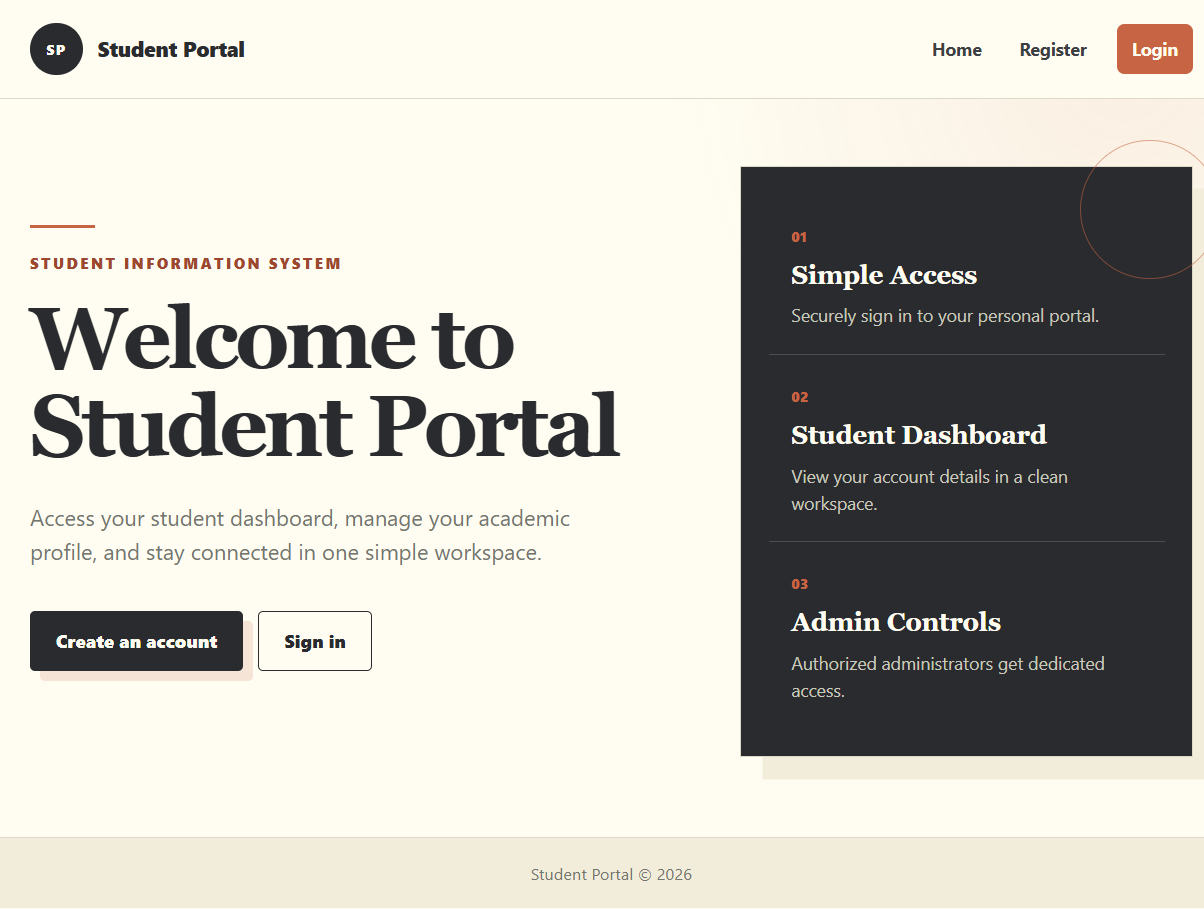 SP
Student Portal
Home
Register
Login
STUDENT INFORMATION SYSTEM
Welcome to
Student Portal
Access your student dashboard, manage your academic
profile, and stay connected in one simple workspace.
Create an account
Sign in
01
Simple Access
Securely sign in to your personal portal.
02
Student Dashboard
View your account details in a clean
workspace.
03
Admin Controls
Authorized administrators get dedicated
access.
Student Portal © 2026